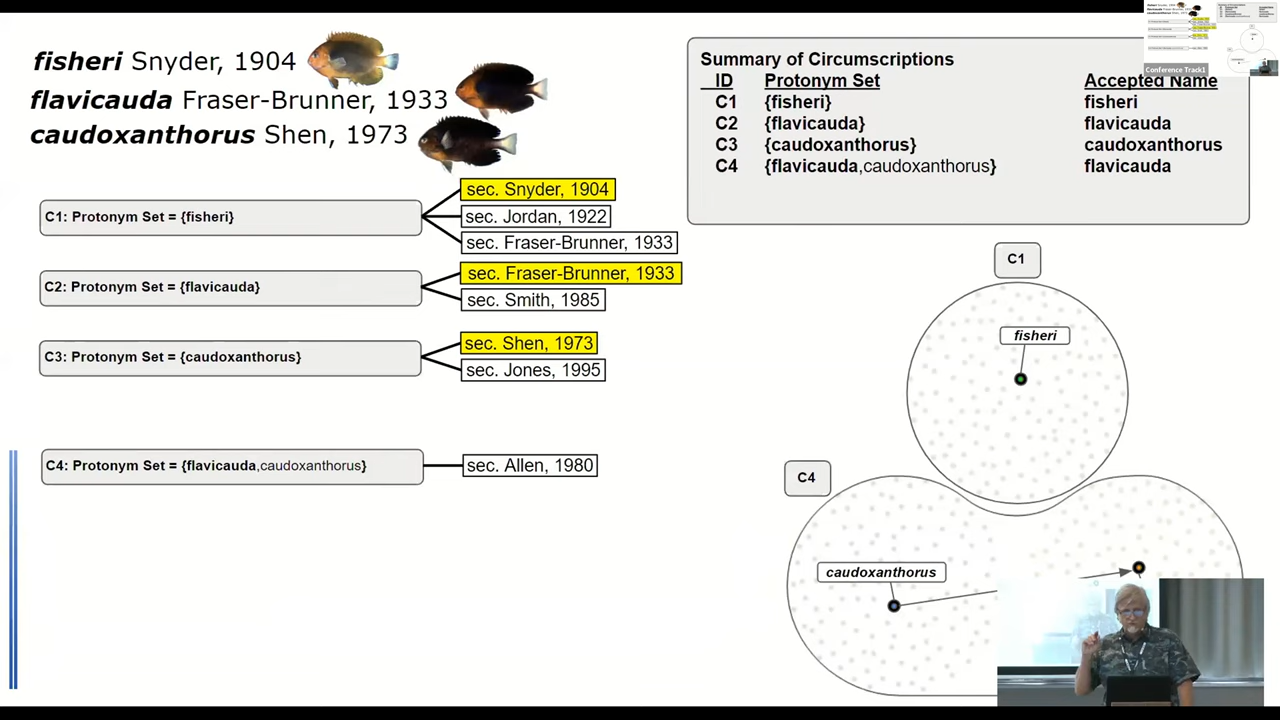 fisheri Snyder, 1904
flavicauda Fraser-Brunner, 1933
caudoxanthorus Shen, 1973
C1: Protonym Set = {fisheri}
sec. Snyder, 1904
sec. Jordan, 1922
sec. Fraser-Brunner, 1933
C2: Protonym Set = {flavicauda}
sec. Fraser-Brunner, 1933
sec. Smith, 1985
C3: Protonym Set = {caudoxanthorus}
sec. Shen, 1973
sec. Jones, 1995
C4: Protonym Set = {flavicauda,caudoxanthorus}
sec. Allen, 1980
Summary of Circumscriptions
ID Protonym Set Accepted Name
C1 {fisheri} fisheri
C2 {flavicauda} flavicauda
C3 {caudoxanthorus} caudoxanthorus
C4 {flavicauda,caudoxanthorus} flavicauda
Conference Track1
C1
fisheri
C4
caudoxanthorus